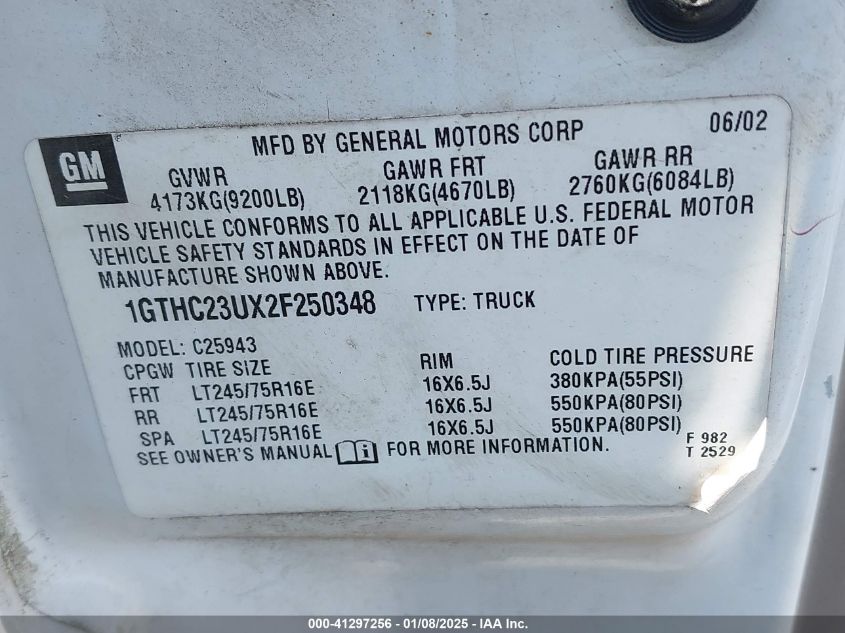 GM
MFD BY GENERAL MOTORS CORP 06/02
GVWR GAWR FRT GAWR RR
4173KG(9200LB) 2118KG(4670LB) 2760KG(6084LB)
THIS VEHICLE CONFORMS TO ALL APPLICABLE U.S. FEDERAL MOTOR
VEHICLE SAFETY STANDARDS IN EFFECT ON THE DATE OF
MANUFACTURE SHOWN ABOVE.
1GTHC23UX2F250348 TYPE: TRUCK
MODEL: C25943
CPGW TIRE SIZE RIM COLD TIRE PRESSURE
FRT LT245/75R16E 16X6.5J 380KPA(55PSI)
RR LT245/75R16E 16X6.5J 550KPA(80PSI)
SPA LT245/75R16E 16X6.5J 550KPA(80PSI)
SEE OWNER'S MANUAL FOR MORE INFORMATION.
F 982
T 2529
000-41297256 - 01/08/2025 - IAA Inc.